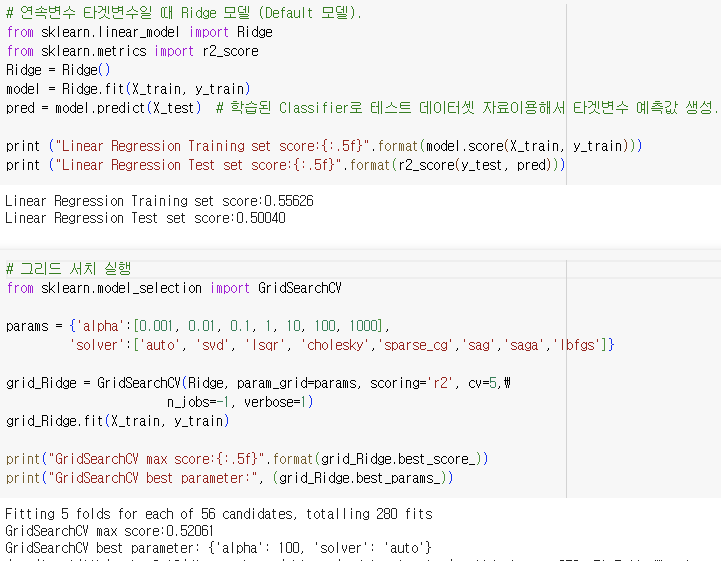 # 연속변수 타겟변수일 때 Ridge 모델 (Default 모델).
from sklearn.linear_model import Ridge
from sklearn.metrics import r2_score
Ridge = Ridge()
model = Ridge.fit(X_train, y_train)
pred = model.predict(X_test)  # 학습된 Classifier로 테스트 데이터셋 자료이용해서 타겟변수 예측값 생성.
print ("Linear Regression Training set score:{:.5f}".format(model.score(X_train, y_train)))
print ("Linear Regression Test set score:{:.5f}".format(r2_score(y_test, pred)))
Linear Regression Training set score:0.55626
Linear Regression Test set score:0.50040
# 그리드 서치 실행
from sklearn.model_selection import GridSearchCV
params = {'alpha':[0.001, 0.01, 0.1, 1, 10, 100, 1000],
'solver':['auto', 'svd', 'lsqr', 'cholesky','sparse_cg','sag','saga','lbfgs']}
grid_Ridge = GridSearchCV(Ridge, param_grid=params, scoring='r2', cv=5,₩
n_jobs=-1, verbose=1)
grid_Ridge.fit(X_train, y_train)
print("GridSearchCV max score:{:.5f}".format(grid_Ridge.best_score_))
print("GridSearchCV best parameter:", (grid_Ridge.best_params_))
Fitting 5 folds for each of 56 candidates, totalling 280 fits
GridSearchCV max score:0.52061
GridSearchCV best parameter: {'alpha': 100, 'solver': 'auto'}